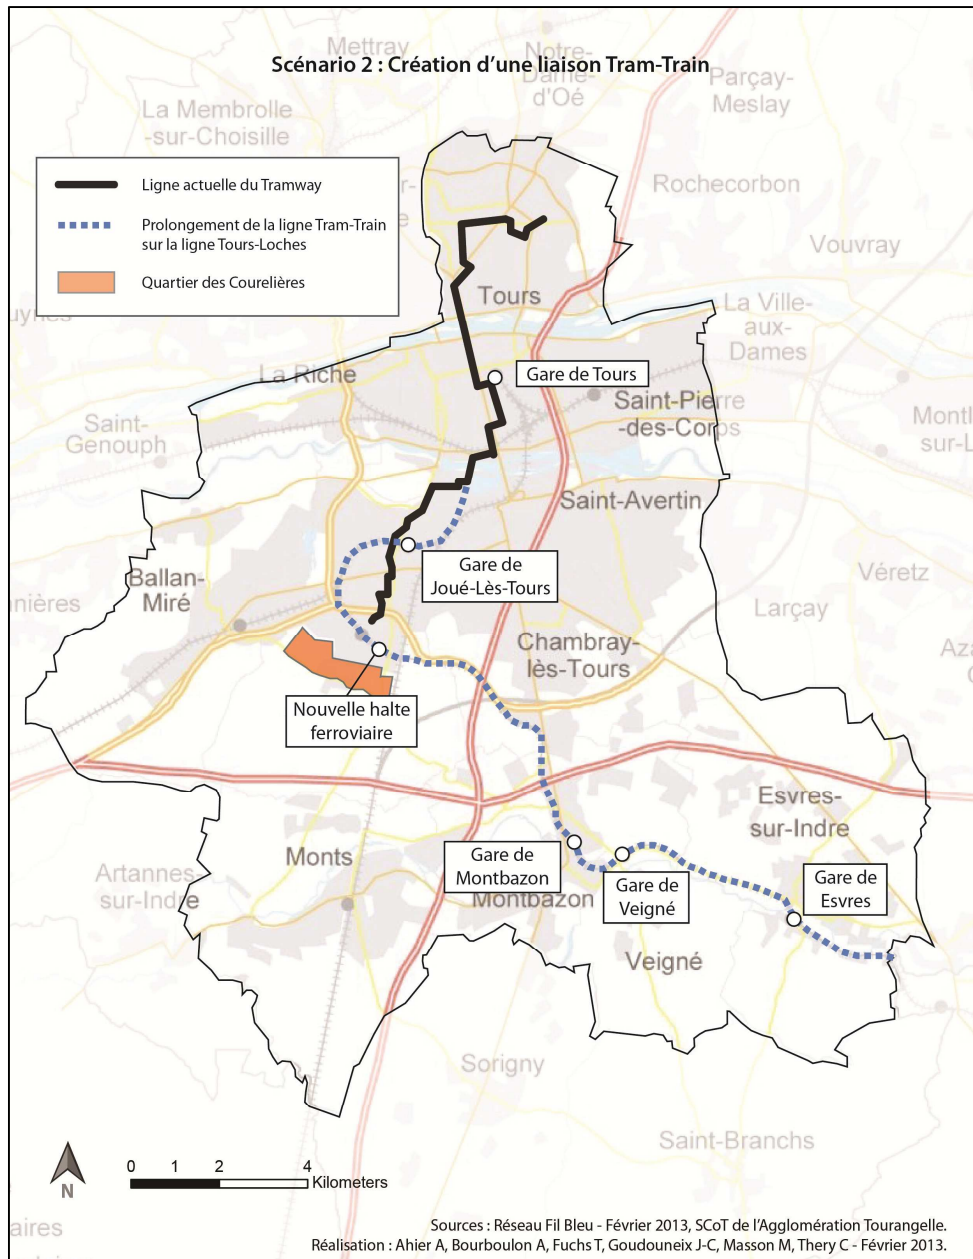 Mettray
Notre-
Dame-
d'Oé
Scénario 2 : Création d'une liaison Tram-Train
Parçay-
Meslay
La Membrolle
-sur-Choisille
Ligne actuelle du Tramway
Prolongement de la ligne Tram-Train
sur la ligne Tours-Loches
Quartier des Courelières
Rochecorbon
Vouvray
Tours
La Ville-
aux-
Dames
La Riche
Gare de Tours
Saint-Pierre
-des-Corps
Saint-
Genouph
Saint-Avertin
Gare de
Joué-Lès-Tours
Ballan-
Miré
Véretz
Larçay
Chambray-
lès-Tours
Nouvelle halte
ferroviaire
Esvres-
sur-Indre
Monts
Artannes-
sur-Indre
Gare de
Montbazon
Montbazon
Gare de
Veigné
Gare de
Esvres
Veigné
Sorigny
Saint-Branchs
N
0 1 2 4
Kilometers
Sources : Réseau Fil Bleu - Février 2013, SCoT de l'Agglomération Tourangelle.
Réalisation : Ahier A, Bourboulon A, Fuchs T, Goudouneix J-C, Masson M, Thery C - Février 2013.